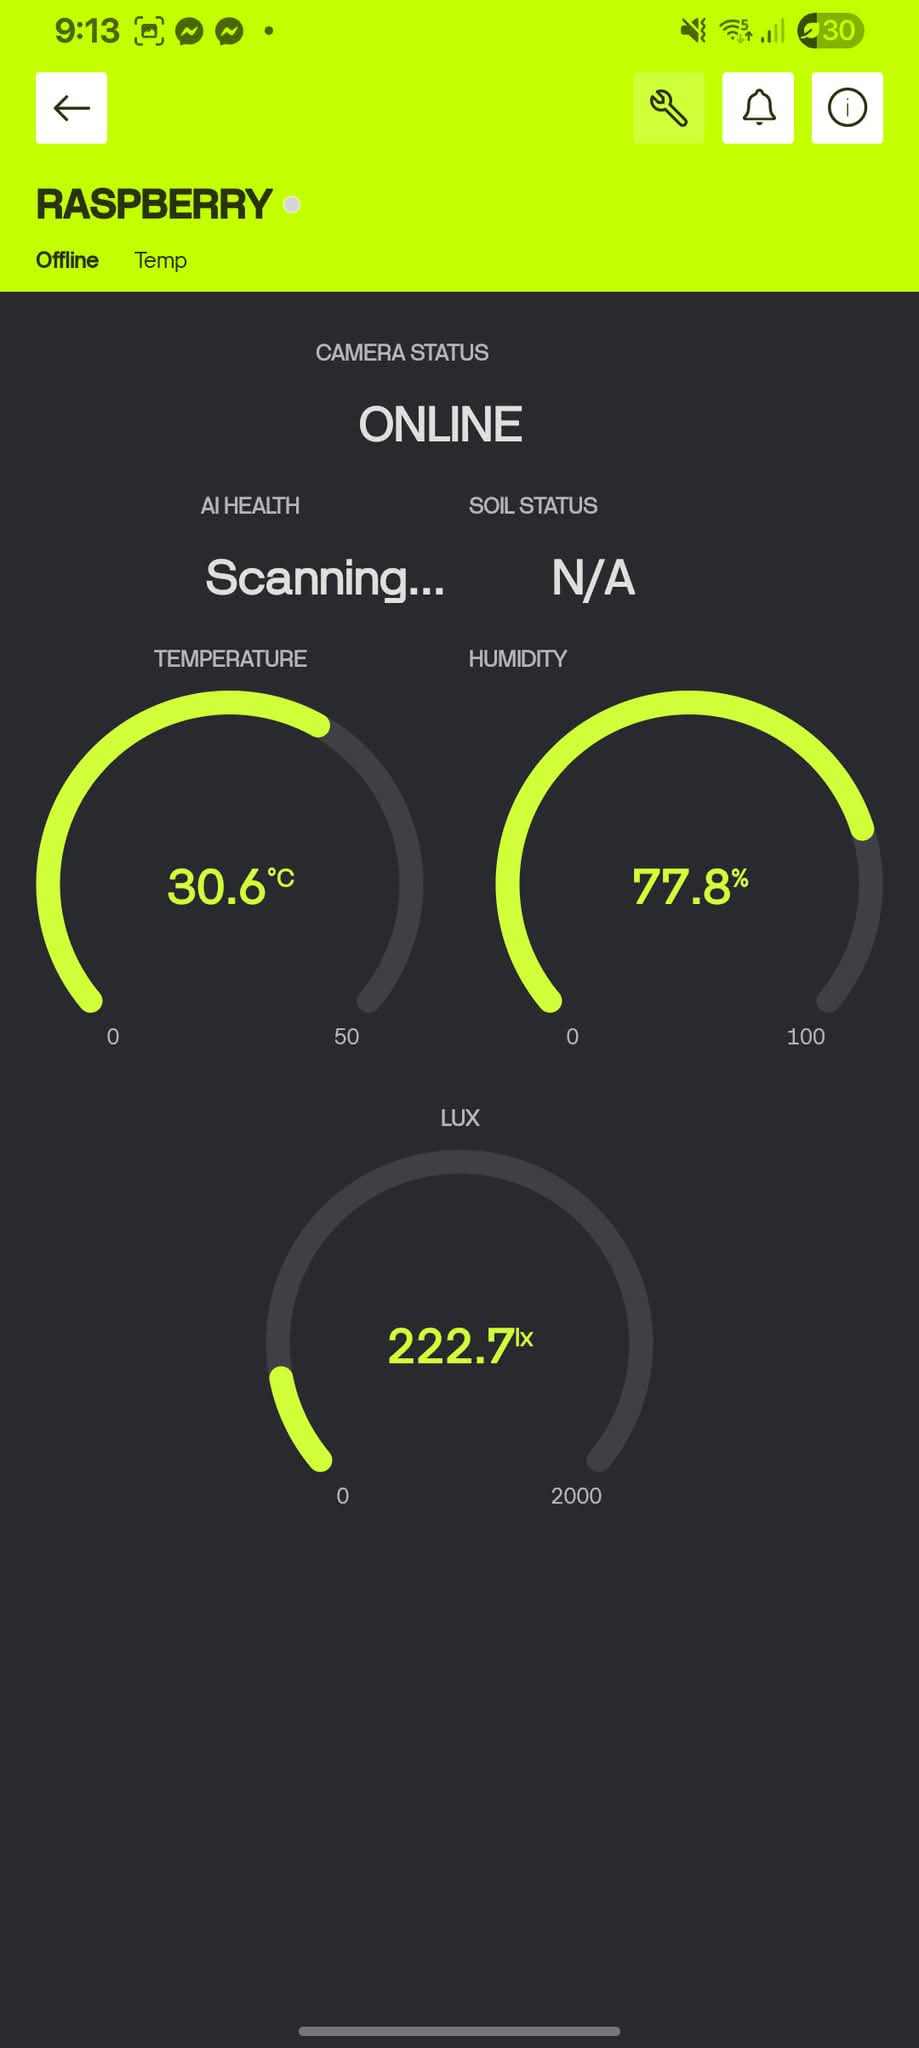 9:13 5 30
RASPBERRY
Offline Temp
CAMERA STATUS
ONLINE
AI HEALTH SOIL STATUS
Scanning... N/A
TEMPERATURE HUMIDITY
30.6°C 77.8%
0 50 0 100
LUX
222.7lx
0 2000